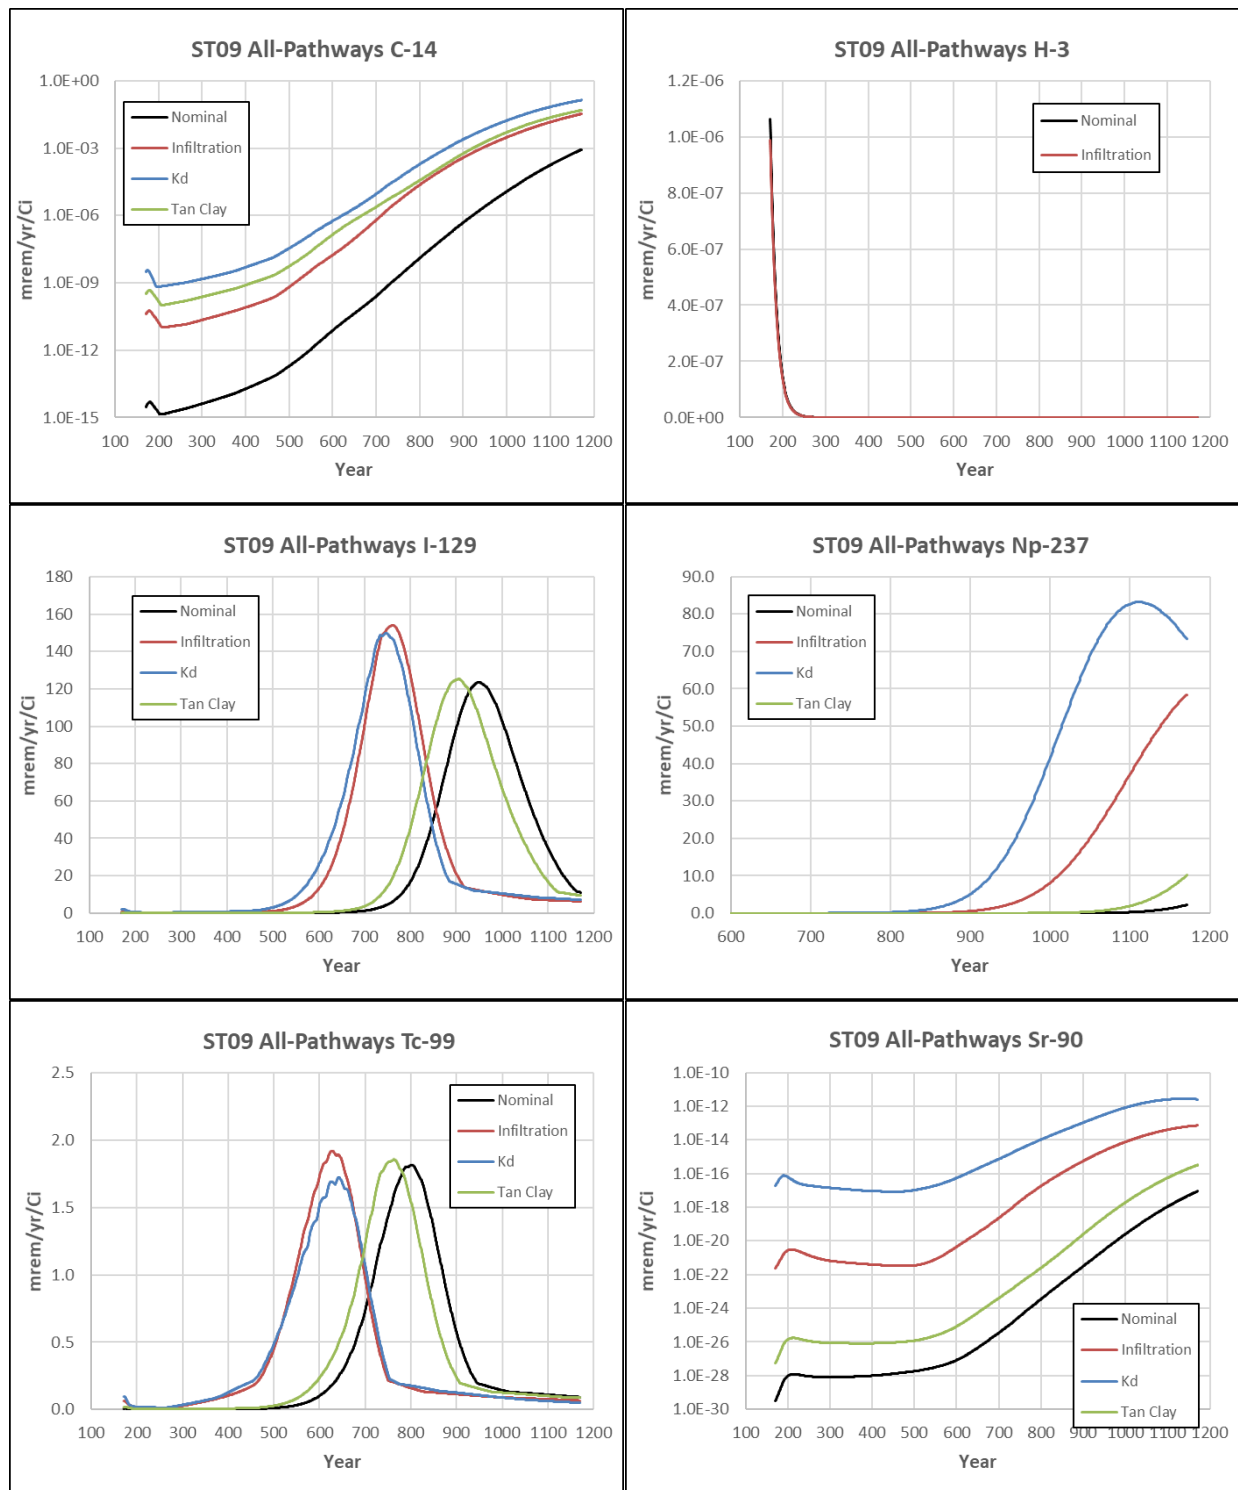 ST09 All-Pathways C-14
mrem/yr/Ci
1.0E+00
1.0E-03
1.0E-06
1.0E-09
1.0E-12
1.0E-15
Nominal
Infiltration
Kd
Tan Clay
100 200 300 400 500 600 700 800 900 1000 1100 1200
Year
ST09 All-Pathways H-3
mrem/yr/Ci
1.2E-06
1.0E-06
8.0E-07
6.0E-07
4.0E-07
2.0E-07
0.0E+00
Nominal
Infiltration
100 200 300 400 500 600 700 800 900 1000 1100 1200
Year
ST09 All-Pathways I-129
mrem/yr/Ci
180
160
140
120
100
80
60
40
20
0
Nominal
Infiltration
Kd
Tan Clay
100 200 300 400 500 600 700 800 900 1000 1100 1200
Year
ST09 All-Pathways Np-237
mrem/yr/Ci
90.0
80.0
70.0
60.0
50.0
40.0
30.0
20.0
10.0
0.0
Nominal
Infiltration
Kd
Tan Clay
600 700 800 900 1000 1100 1200
Year
ST09 All-Pathways Tc-99
mrem/yr/Ci
2.5
2.0
1.5
1.0
0.5
0.0
Nominal
Infiltration
Kd
Tan Clay
100 200 300 400 500 600 700 800 900 1000 1100 1200
Year
ST09 All-Pathways Sr-90
mrem/yr/Ci
1.0E-10
1.0E-12
1.0E-14
1.0E-16
1.0E-18
1.0E-20
1.0E-22
1.0E-24
1.0E-26
1.0E-28
1.0E-30
Nominal
Infiltration
Kd
Tan Clay
100 200 300 400 500 600 700 800 900 1000 1100 1200
Year